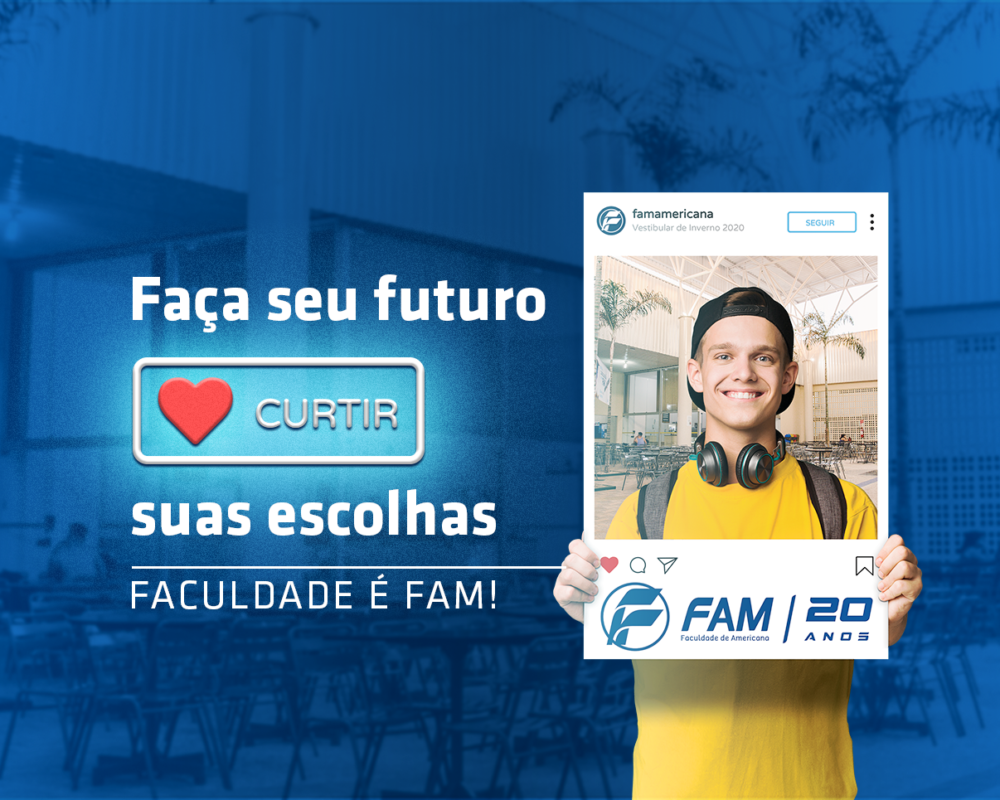 Faça seu futuro
CURTIR
suas escolhas
FACULDADE É FAM!
famamericana
Vestibular de Inverno 2020
SEGUIR
FAM | 20
Faculdade de Americana
ANOS